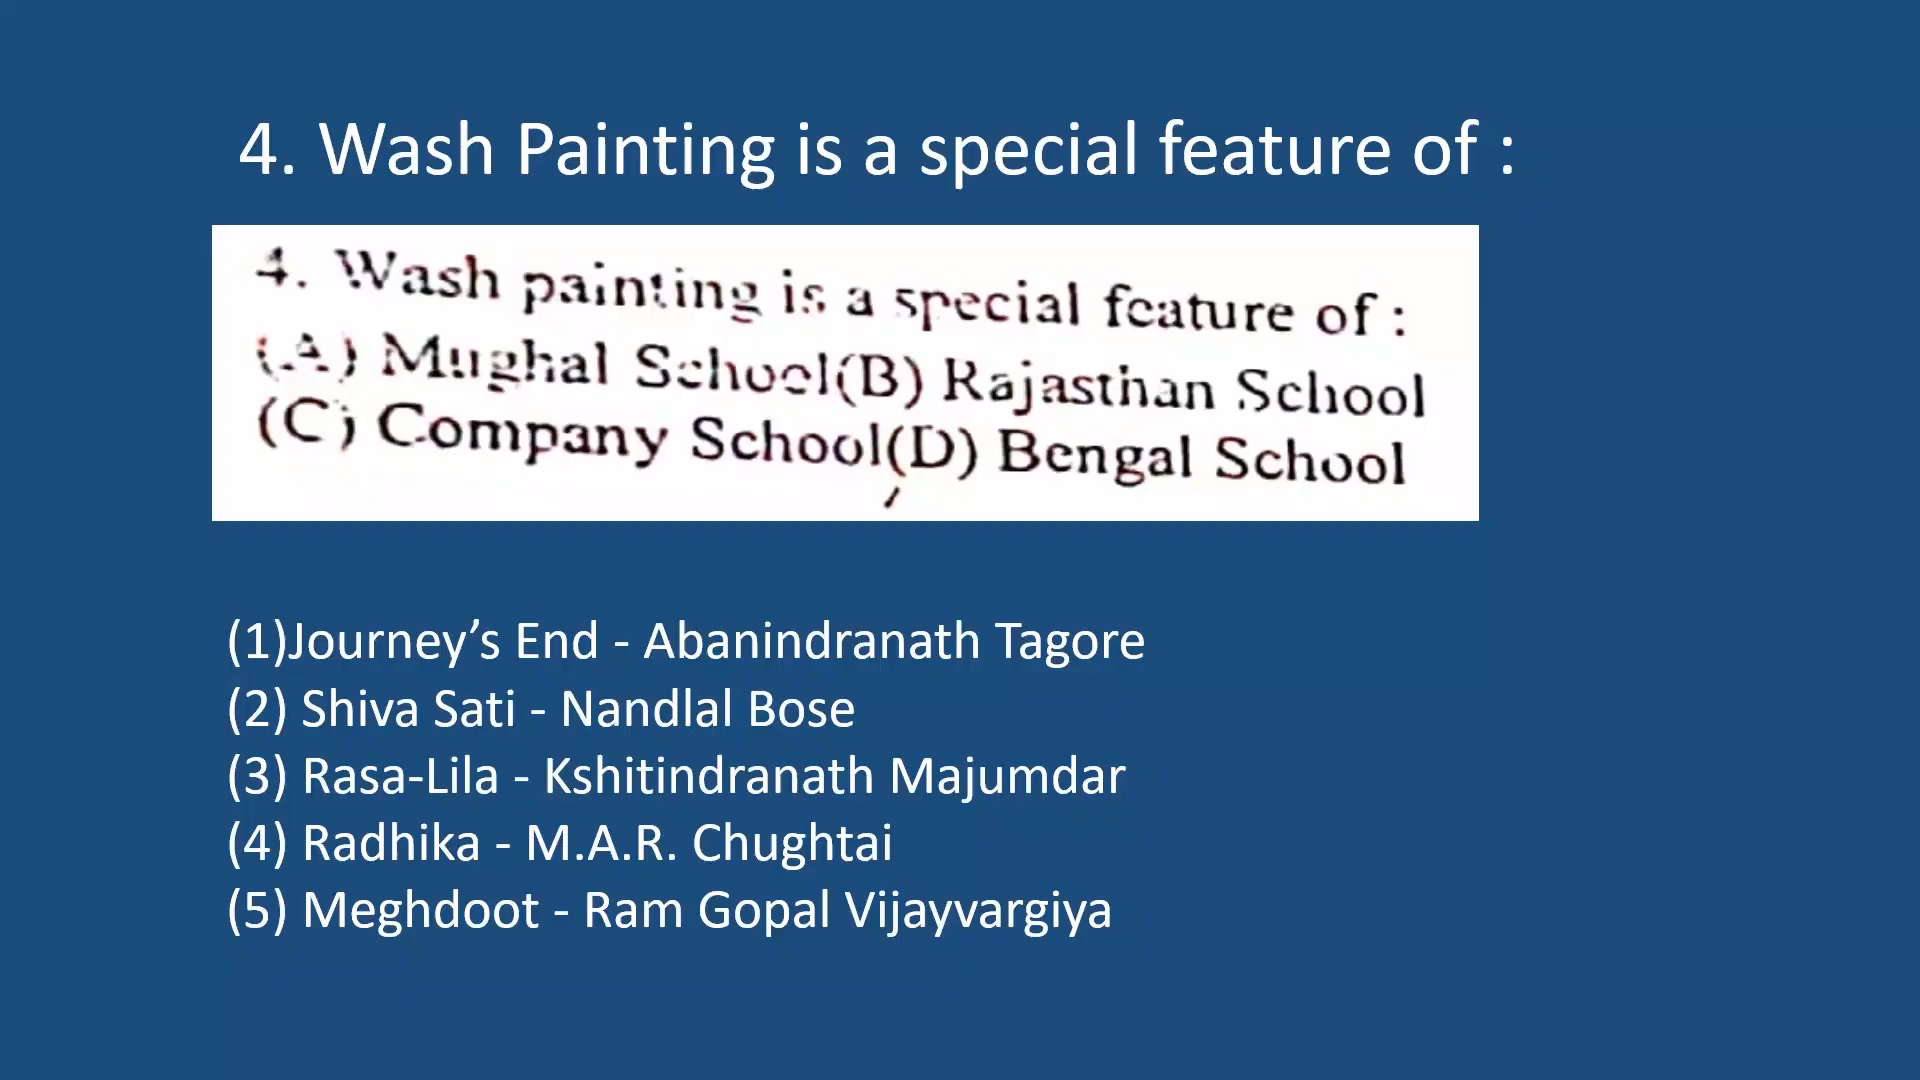 4. Wash Painting is a special feature of :
4. Wash painting is a special feature of :
(A) Mughal School(B) Rajasthan School
(C) Company School(D) Bengal School
(1)Journey’s End - Abanindranath Tagore
(2) Shiva Sati - Nandlal Bose
(3) Rasa-Lila - Kshitindranath Majumdar
(4) Radhika - M.A.R. Chughtai
(5) Meghdoot - Ram Gopal Vijayvargiya